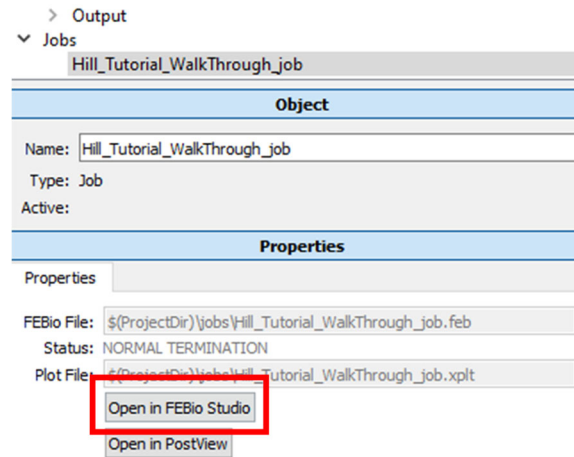 Output
Jobs
Hill_Tutorial_WalkThrough_job
Object
Name: Hill_Tutorial_WalkThrough_job
Type: Job
Active:
Properties
Properties
FEBio File: $(ProjectDir)\jobs\Hill_Tutorial_WalkThrough_job.feb
Status: NORMAL TERMINATION
Plot File: $(ProjectDir)\jobs\Hill_Tutorial_WalkThrough_job.xplt
Open in FEBio Studio
Open in PostView